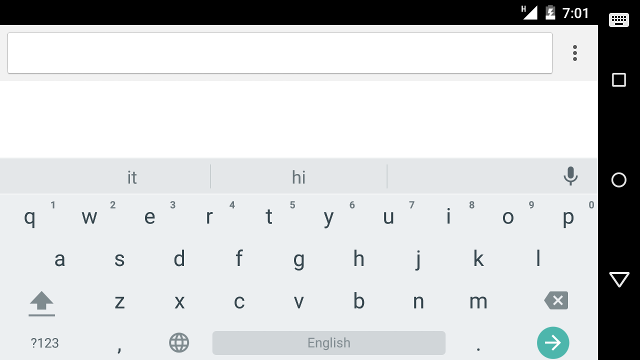 H 7:01
it hi
1 2 3 4 5 6 7 8 9 0
q w e r t y u i o p
a s d f g h j k l
z x c v b n m
?123 , English .